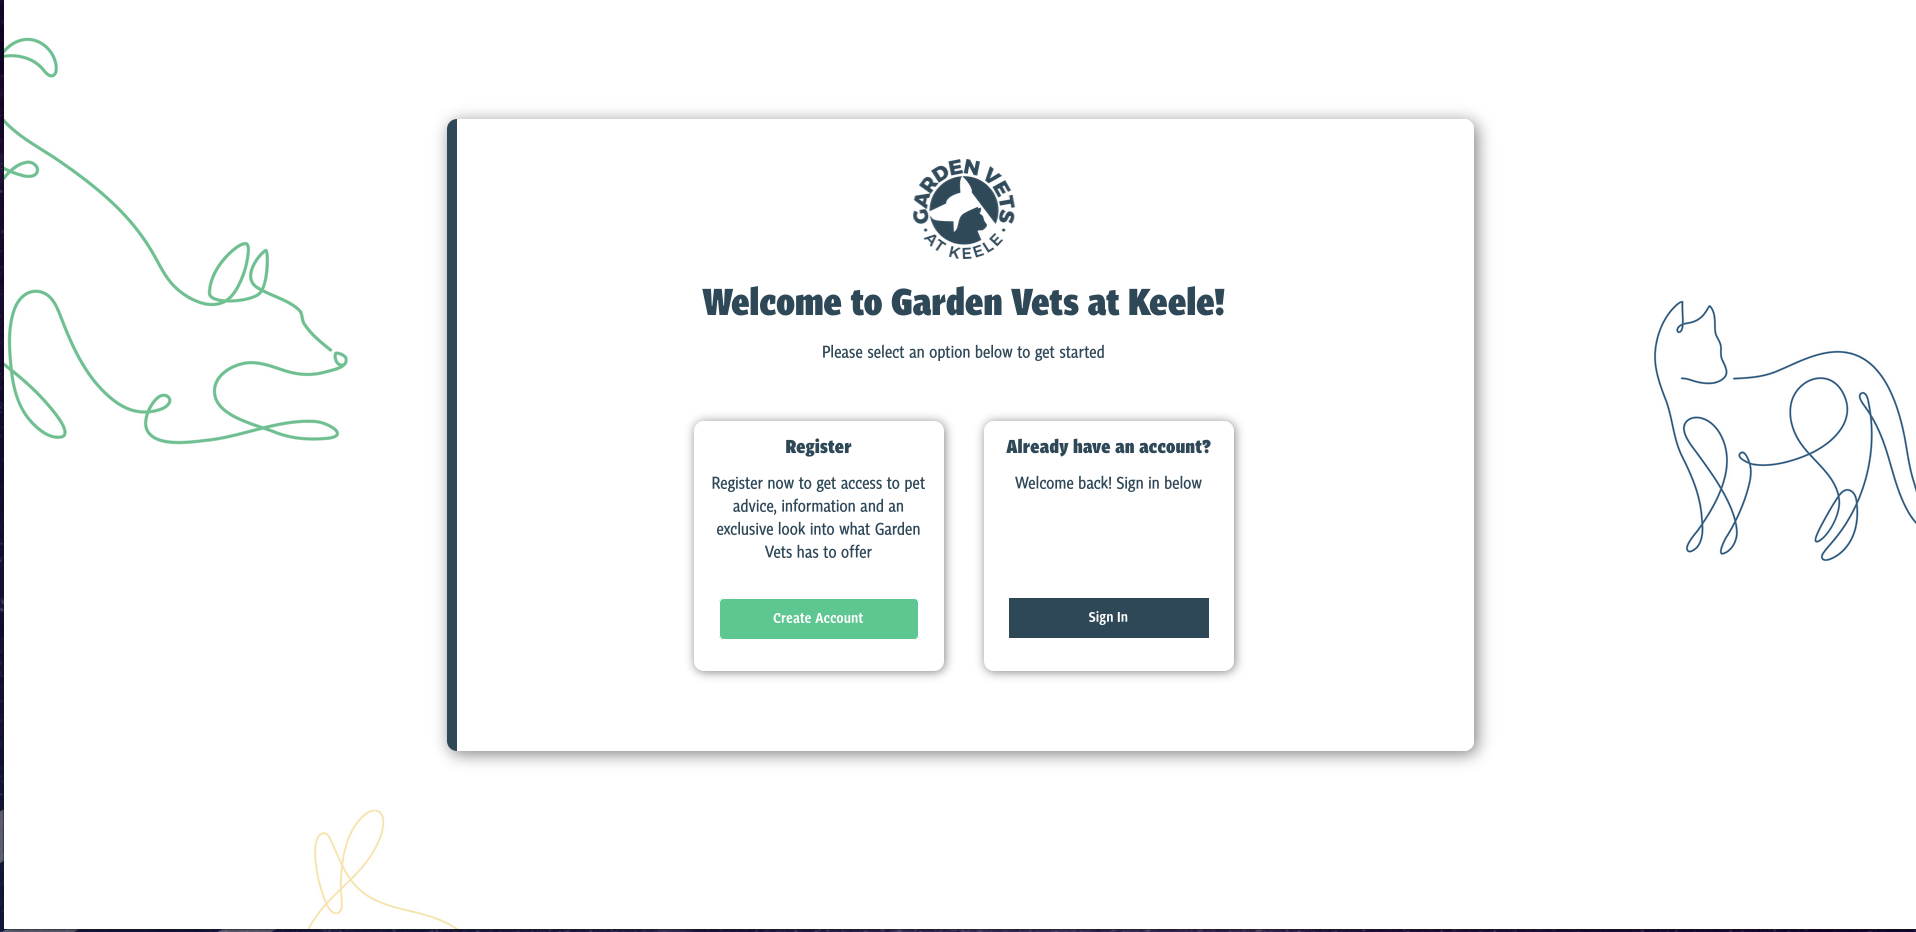 GARDEN VETS
· AT KEELE ·
Welcome to Garden Vets at Keele!
Please select an option below to get started
Register
Register now to get access to pet
advice, information and an
exclusive look into what Garden
Vets has to offer
Create Account
Already have an account?
Welcome back! Sign in below
Sign In